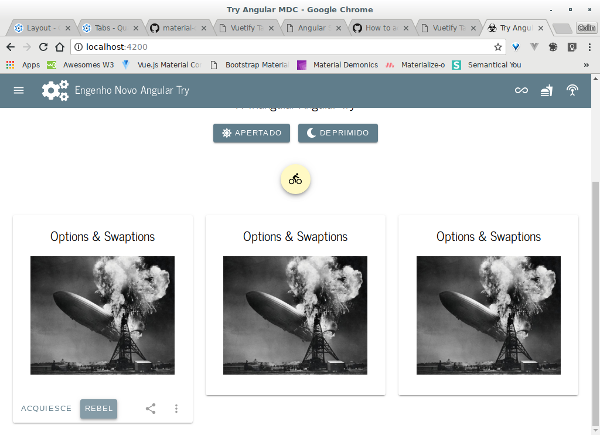 Try Angular MDC - Google Chrome
Layout - Tabs - Qu material- Vuetify T Angular How to a Vuetify T Try Angul
localhost:4200
Apps Awesomes W3 Vue.js Material Co Bootstrap Material Material Demonics Materialize-o Semantical You »
Engenho Novo Angular Try
APERTADO DEPRIMIDO
Options & Swaptions Options & Swaptions Options & Swaptions
ACQUIESCE REBEL